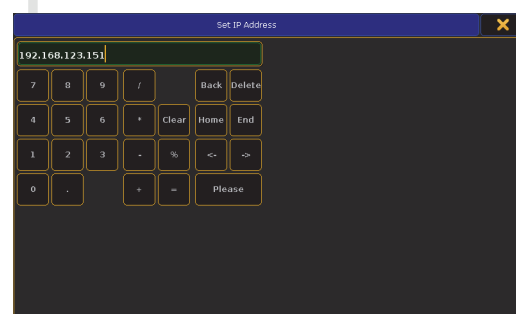 Set IP Address
192.168.123.151
7 8 9 / Back Delete
4 5 6 * Clear Home End
1 2 3 - % <- ->
0 . + = Please